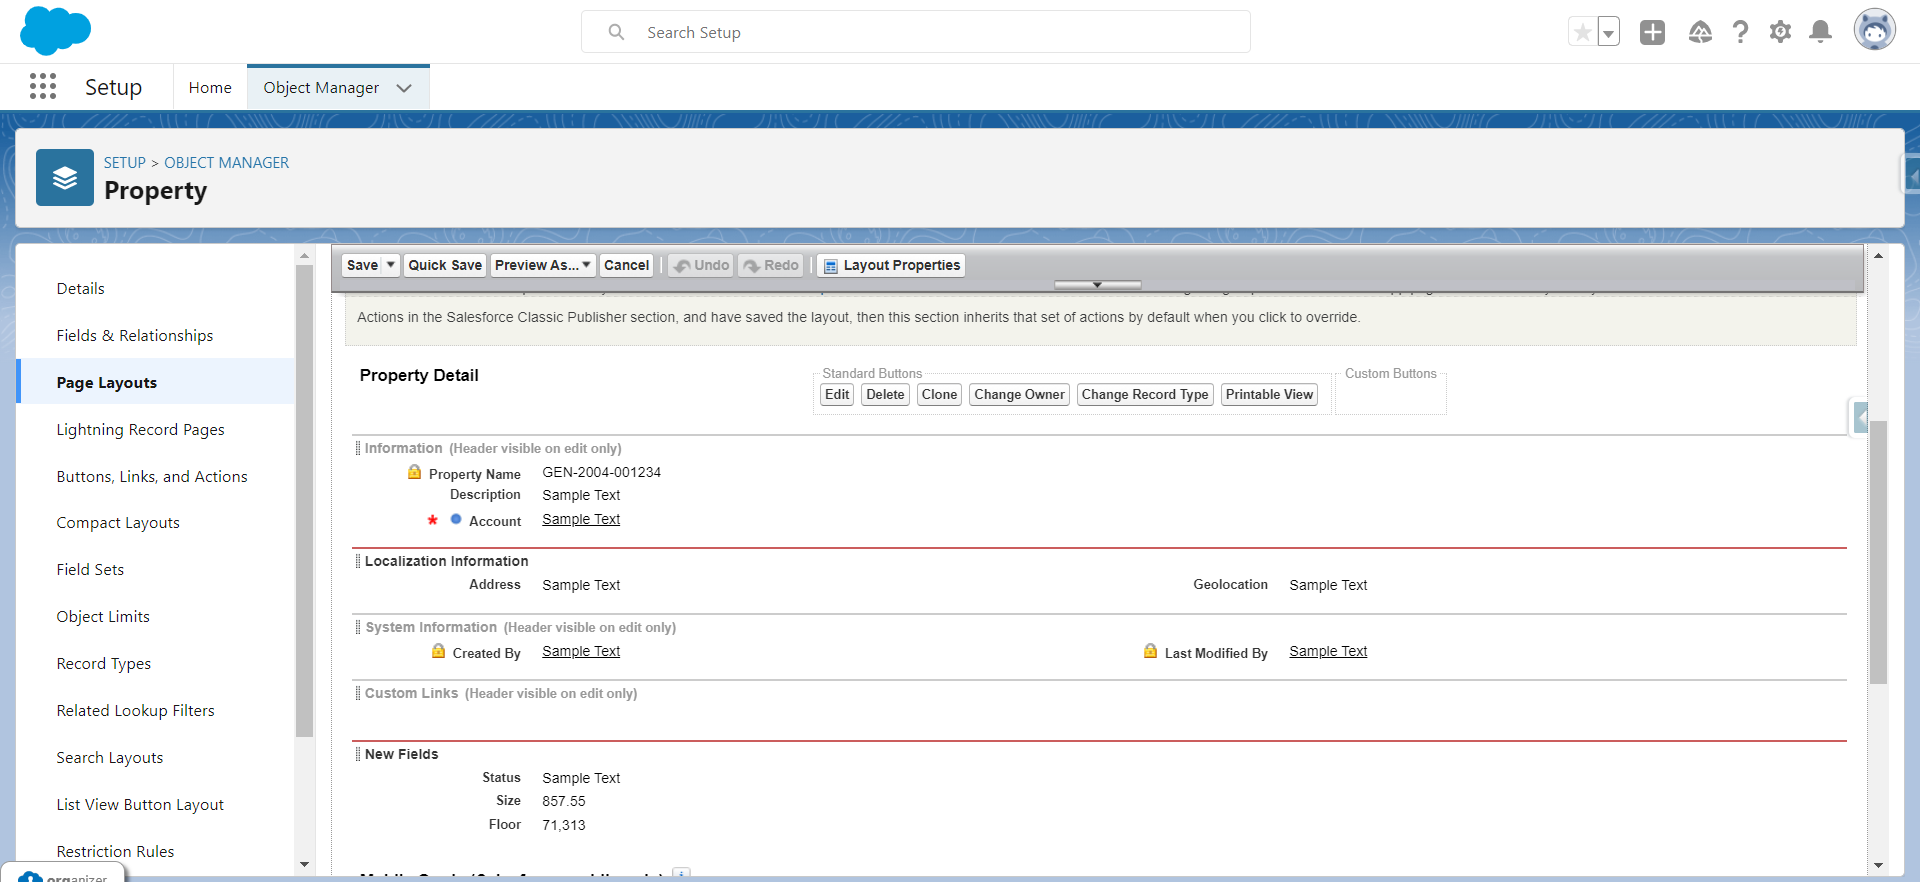 Search Setup
Setup
Home
Object Manager
SETUP > OBJECT MANAGER
Property
Details
Fields & Relationships
Page Layouts
Lightning Record Pages
Buttons, Links, and Actions
Compact Layouts
Field Sets
Object Limits
Record Types
Related Lookup Filters
Search Layouts
List View Button Layout
Restriction Rules
organizer
Save
Quick Save
Preview As...
Cancel
Undo
Redo
Layout Properties
Actions in the Salesforce Classic Publisher section, and have saved the layout, then this section inherits that set of actions by default when you click to override.
Property Detail
Standard Buttons
Edit Delete Clone Change Owner Change Record Type Printable View
Custom Buttons
Information (Header visible on edit only)
Property Name GEN-2004-001234
Description Sample Text
* Account Sample Text
Localization Information
Address Sample Text
Geolocation Sample Text
System Information (Header visible on edit only)
Created By Sample Text
Last Modified By Sample Text
Custom Links (Header visible on edit only)
New Fields
Status Sample Text
Size 857.55
Floor 71,313